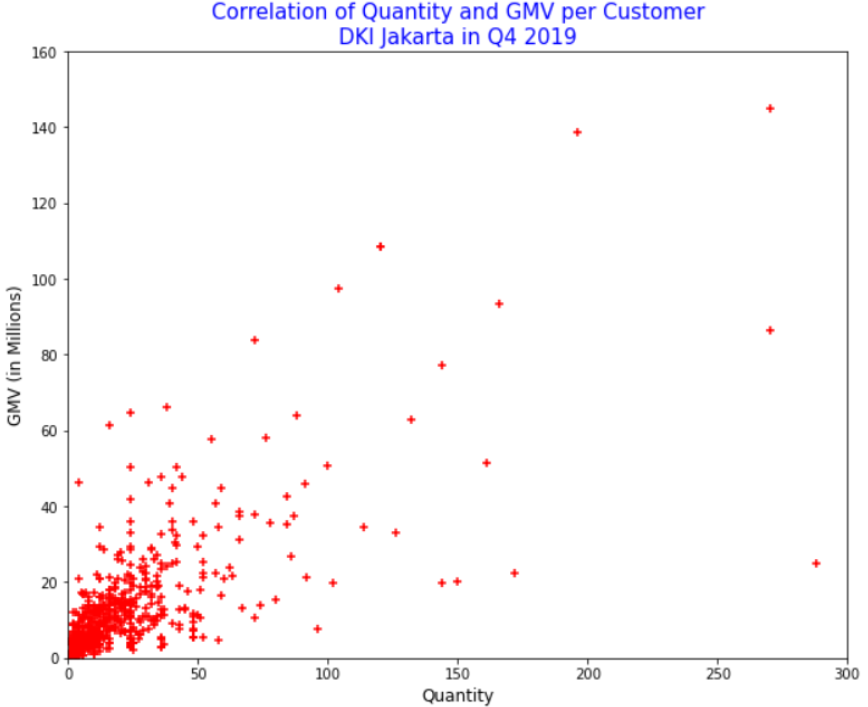 Correlation of Quantity and GMV per Customer
DKI Jakarta in Q4 2019
160
140
120
100
80
60
40
20
0
GMV (in Millions)
0 50 100 150 200 250 300
Quantity